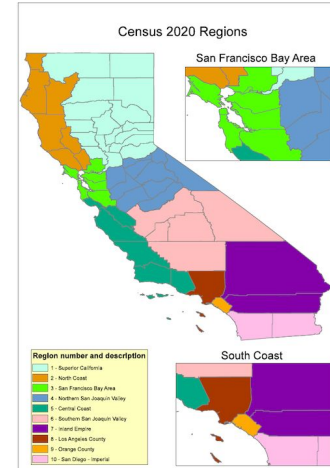 Census 2020 Regions
San Francisco Bay Area
Region number and description
1 - Superior California
2 - North Coast
3 - San Francisco Bay Area
4 - Northern San Joaquin Valley
5 - Central Coast
6 - Southern San Joaquin Valley
7 - Inland Empire
8 - Los Angeles County
9 - Orange County
10 - San Diego - Imperial
South Coast